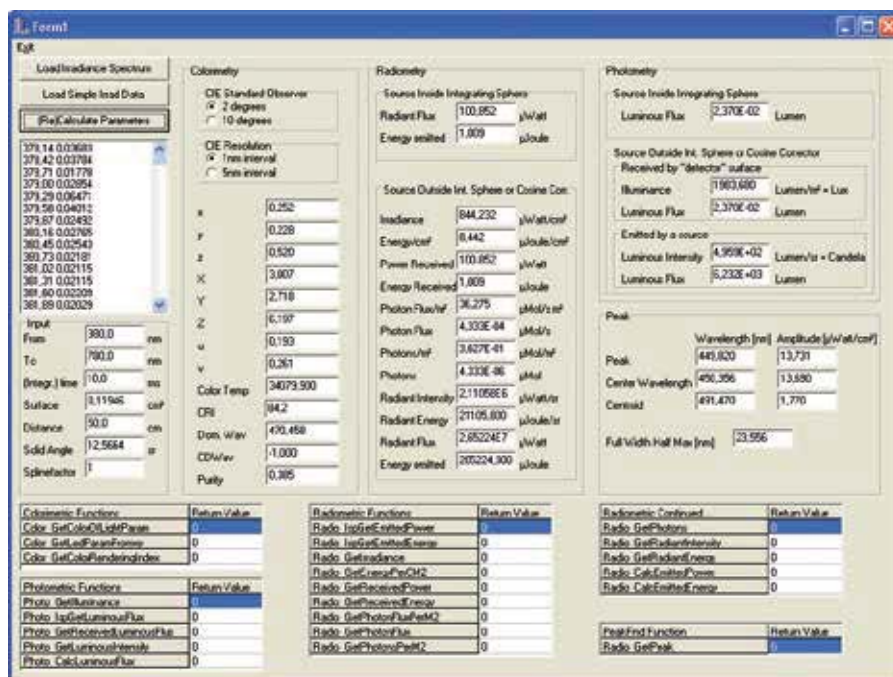 Form1
Exit
Load Irradiance Spectrum
Load Simple Irrad Data
(Re)Calculate Parameters
379,14 0,03683
379,42 0,03784
379,71 0,01778
379,00 0,02854
379,29 0,06471
379,58 0,04012
379,87 0,02492
380,16 0,02765
380,45 0,02543
380,73 0,02181
381,02 0,02115
381,31 0,02115
381,60 0,02209
381,89 0,02029
Input
From 380,0 nm
To 780,0 nm
(Integr.) time 10,0 ms
Surface 0,11946 cm²
Distance 50,0 cm
Solid Angle 12,5664 sr
Splinefactor 1
Colorimetry
CIE Standard Observer
2 degrees
10 degrees
CIE Resolution
1nm interval
5nm interval
x 0,252
y 0,228
z 0,520
X 3,007
Y 2,718
Z 6,197
u 0,193
v 0,261
Color Temp 34079,900
CRI 84,2
Dom. Wav 470,458
CDWav -1,000
Purity 0,385
Radiometry
Source Inside Integrating Sphere
Radiant Flux 100,852 µWatt
Energy emitted 1,009 µJoule
Source Outside Int. Sphere or Cosine Corr.
Irradiance 844,232 µWatt/cm²
Energy/cm² 8,442 µJoule/cm²
Power Received 100,852 µWatt
Energy Received 1,009 µJoule
Photon Flux/m² 36,275 µMol/s.m²
Photon Flux 4,333E-04 µMol/s
Photons/m² 3,627E-01 µMol/m²
Photons 4,333E-06 µMol
Radiant Intensity 2,11058E6 µWatt/sr
Radiant Energy 21105,800 µJoule/sr
Radiant Flux 2,65224E7 µWatt
Energy emitted 265224,300 µJoule
Photometry
Source Inside Integrating Sphere
Luminous Flux 2,370E-02 Lumen
Source Outside Int. Sphere or Cosine Corrector
Received by "detector" surface
Illuminance 1983,680 Lumen/m² = Lux
Luminous Flux 2,370E-02 Lumen
Emitted by a source
Luminous Intensity 4,959E+02 Lumen/sr = Candela
Luminous Flux 6,232E+03 Lumen
Peak
Wavelength [nm] Amplitude [µWatt/cm²]
Peak 449,820 13,731
Center Wavelength 450,356 13,690
Centroid 491,470 1,770
Full Width Half Max [nm] 23,556
Colorimetric Functions Return Value
Color_GetColorOfLightParam 0
Color_GetLedParamFromxy 0
Color_GetColorRenderingIndex 0
Photometric Functions Return Value
Photo_GetIlluminance 0
Photo_IspGetLuminousFlux 0
Photo_GetReceivedLuminousFlux 0
Photo_GetLuminousIntensity 0
Photo_CalcLuminousFlux 0
Radiometric Functions Return Value
Radio_IspGetEmittedPower 0
Radio_IspGetEmittedEnergy 0
Radio_GetIrradiance 0
Radio_GetEnergyPerCM2 0
Radio_GetReceivedPower 0
Radio_GetReceivedEnergy 0
Radio_GetPhotonFluxPerM2 0
Radio_GetPhotonFlux 0
Radio_GetPhotonsPerM2 0
Radiometric Continued Return Value
Radio_GetPhotons 0
Radio_GetRadiantIntensity 0
Radio_GetRadiantEnergy 0
Radio_CalcEmittedPower 0
Radio_CalcEmittedEnergy 0
PeakFind Function Return Value
Radio_GetPeak 0